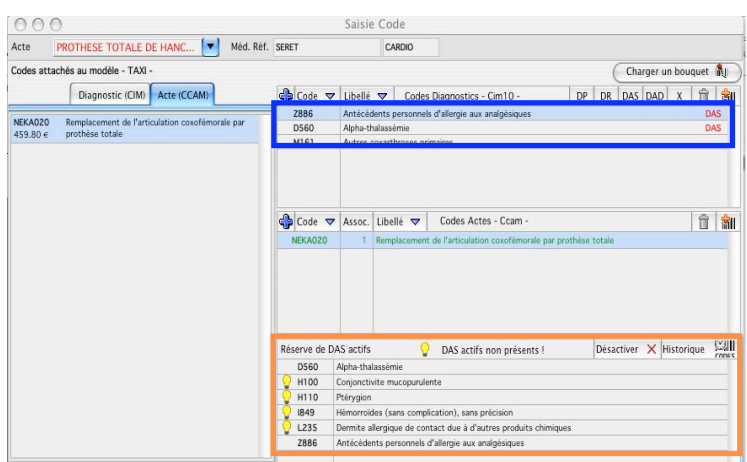 Saisie Code
Acte PROTHESE TOTALE DE HANC... Méd. Réf. SERET CARDIO
Codes attachés au modèle - TAXI - Charger un bouquet
Diagnostic (CIM) Acte (CCAM)
Code Libellé Codes Diagnostics - Cim10 - DP DR DAS DAD X
Z886 Antécédents personnels d'allergie aux analgésiques DAS
D560 Alpha-thalassémie DAS
M161 Autres coxarthroses primaires
NEKA020 Remplacement de l'articulation coxofémorale par
459.80 € prothèse totale
Code Assoc. Libellé Codes Actes - Ccam -
NEKA020 1 Remplacement de l'articulation coxofémorale par prothèse totale
Réserve de DAS actifs DAS actifs non présents ! Désactiver Historique
D560 Alpha-thalassémie
H100 Conjonctivite mucopurulente
H110 Ptérygion
I849 Hémorroïdes (sans complication), sans précision
L235 Dermite allergique de contact due à d'autres produits chimiques
Z886 Antécédents personnels d'allergie aux analgésiques